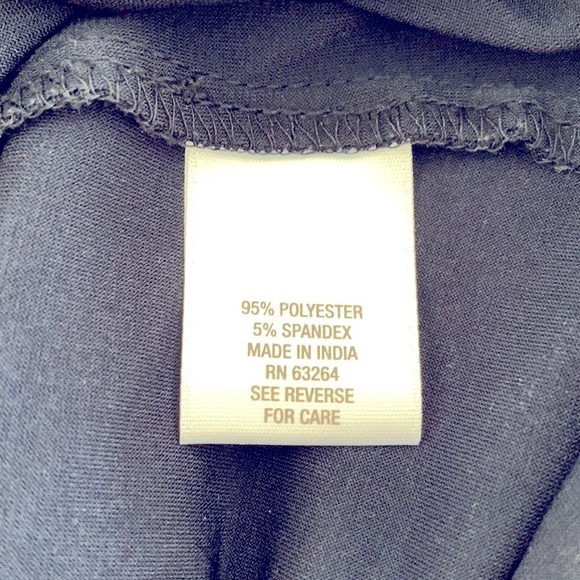 95% POLYESTER
5% SPANDEX
MADE IN INDIA
RN 63264
SEE REVERSE
FOR CARE